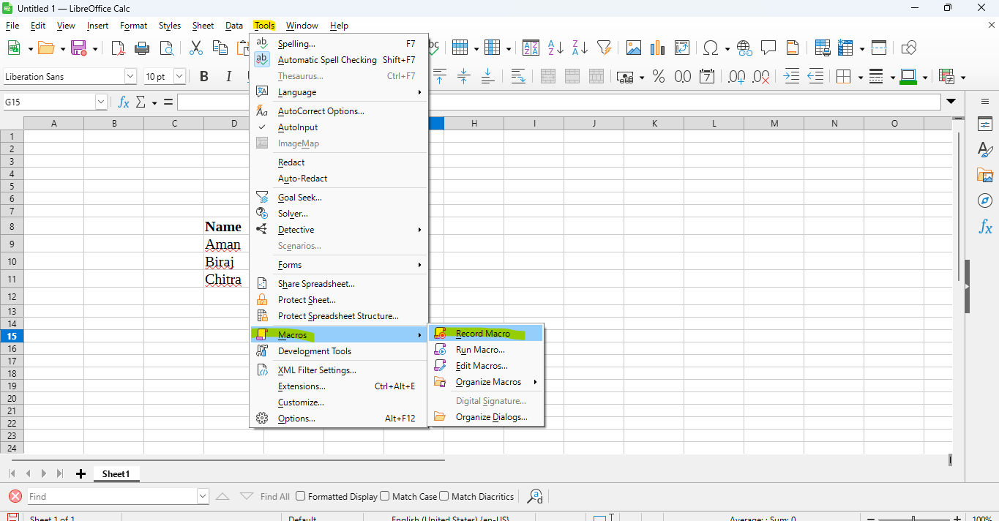 Untitled 1 — LibreOffice Calc
File Edit View Insert Format Styles Sheet Data Tools Window Help
Liberation Sans 10 pt B I
G15
A B C D H I J K L M N O
Spelling... F7
Automatic Spell Checking Shift+F7
Thesaurus... Ctrl+F7
Language
AutoCorrect Options...
AutoInput
ImageMap
Redact
Auto-Redact
Goal Seek...
Solver...
Detective
Scenarios...
Forms
Share Spreadsheet...
Protect Sheet...
Protect Spreadsheet Structure...
Macros
Development Tools
XML Filter Settings...
Extensions... Ctrl+Alt+E
Customize...
Options... Alt+F12
Record Macro
Run Macro...
Edit Macros...
Organize Macros
Digital Signature...
Organize Dialogs...
1
2
3
4
5
6
7
8 Name
9 Aman
10 Biraj
11 Chitra
12
13
14
15
16
17
18
19
20
21
22
23
24
Sheet1
Find Find All Formatted Display Match Case Match Diacritics
Sheet 1 of 1 Default English (United States) (en-US) Average: ; Sum: 0 100%